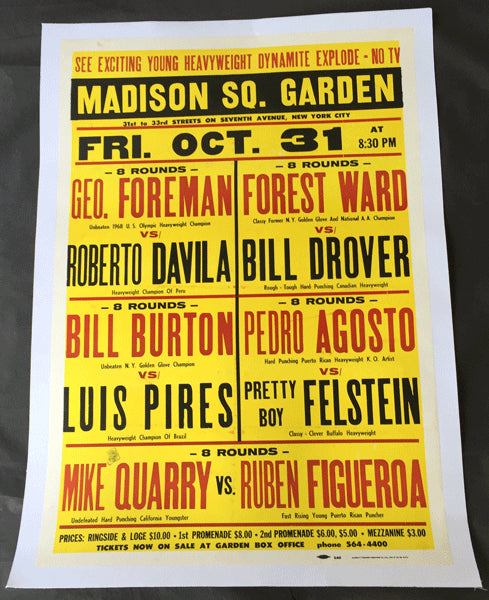 SEE EXCITING YOUNG HEAVYWEIGHT DYNAMITE EXPLODE - NO TV
MADISON SQ. GARDEN
31st to 33rd STREETS ON SEVENTH AVENUE, NEW YORK CITY
FRI. OCT. 31 AT 8:30 PM
- 8 ROUNDS -
GEO. FOREMAN
Unbeaten 1968 U. S. Olympic Heavyweight Champion
VS/
ROBERTO DAVILA
Heavyweight Champion Of Peru
- 8 ROUNDS -
FOREST WARD
Classy Former N. Y. Golden Glove And National A. A. Champion
VS/
BILL DROVER
Rough - Tough Hard Punching Canadian Heavyweight
- 8 ROUNDS -
BILL BURTON
Unbeaten N. Y. Golden Glove Champion
VS/
LUIS PIRES
Heavyweight Champion Of Brazil
- 8 ROUNDS -
PEDRO AGOSTO
Hard Punching Puerto Rican Heavyweight K. O. Artist
VS/
PRETTY BOY FELSTEIN
Classy - Clever Buffalo Heavyweight
- 8 ROUNDS -
MIKE QUARRY VS. RUBEN FIGUEROA
Undefeated Hard Punching California Youngster
Fast Rising Young Puerto Rican Puncher
PRICES: RINGSIDE & LOGE $10.00 • 1st PROMENADE $8.00 • 2nd PROMENADE $6.00, $5.00 • MEZZANINE $3.00
TICKETS NOW ON SALE AT GARDEN BOX OFFICE phone 564-4400